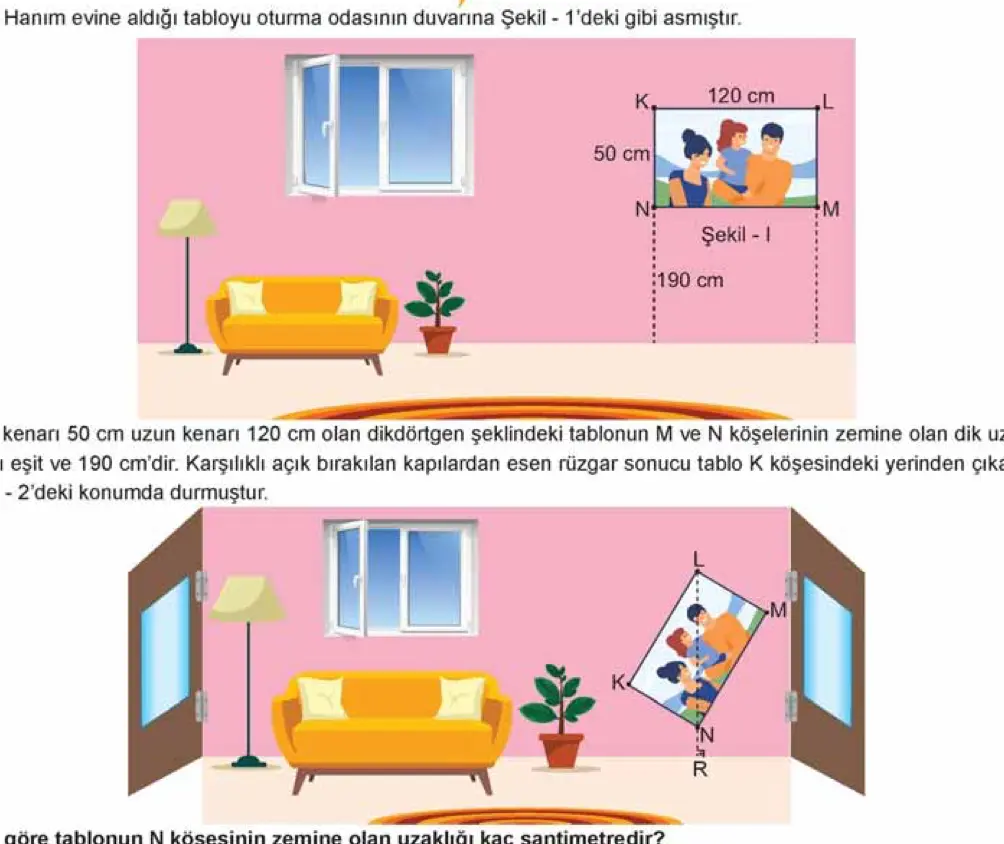 Hanım evine aldığı tabloyu oturma odasının duvarına Şekil - 1'deki gibi asmıştır.
K
120 cm
L
50 cm
N
M
Şekil - I
190 cm
kenarı 50 cm uzun kenarı 120 cm olan dikdörtgen şeklindeki tablonun M ve N köşelerinin zemine olan dik
eşit ve 190 cm'dir. Karşılıklı açık bırakılan kapılardan esen rüzgar sonucu tablo K köşesindeki yerinden
- 2'deki konumda durmuştur.
L
M
K
N
R
göre tablonun N köşesinin zemine olan uzaklığı kaç santimetredir?